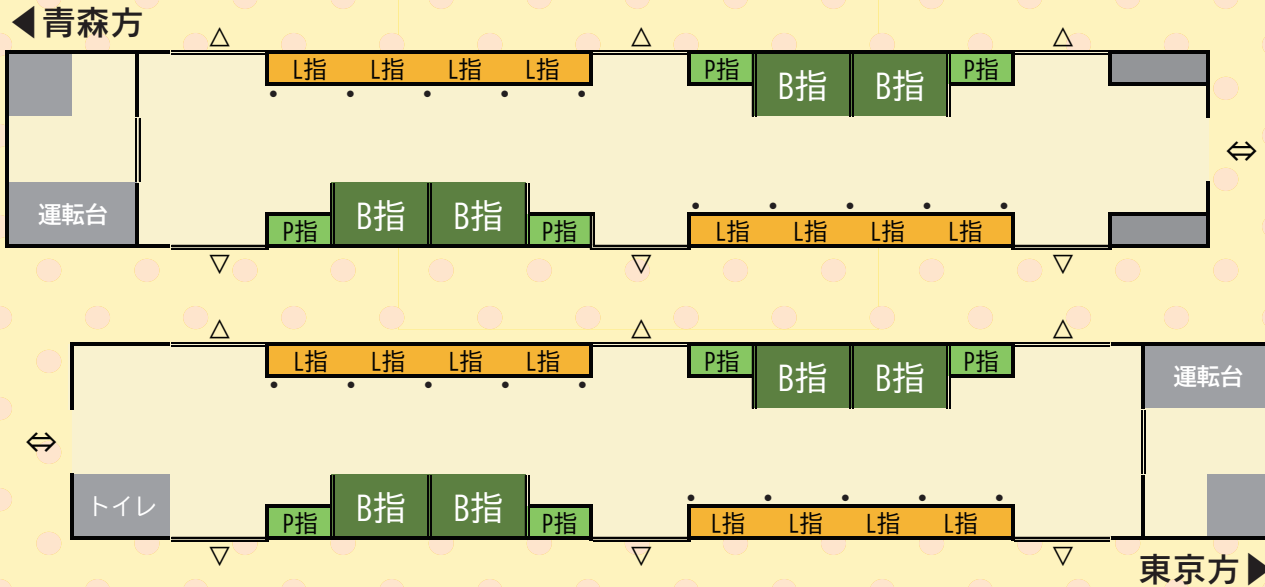 ◀青森方
△ △ △
L指 L指 L指 L指 P指 B指 B指 P指
⇔
運転台 P指 B指 B指 P指 L指 L指 L指 L指
▽ ▽ ▽
△ △ △
L指 L指 L指 L指 P指 B指 B指 P指 運転台
⇔
トイレ P指 B指 B指 P指 L指 L指 L指 L指
▽ ▽ ▽
東京方▶